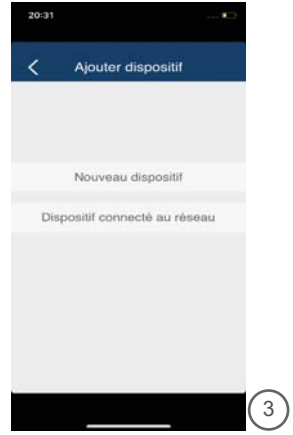 20:31
Ajouter dispositif
Nouveau dispositif
Dispositif connecté au réseau
3